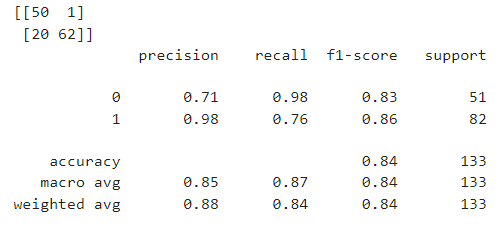 [[50  1]
 [20 62]]
              precision    recall  f1-score   support

           0       0.71      0.98      0.83        51
           1       0.98      0.76      0.86        82

    accuracy                           0.84       133
   macro avg       0.85      0.87      0.84       133
weighted avg       0.88      0.84      0.84       133